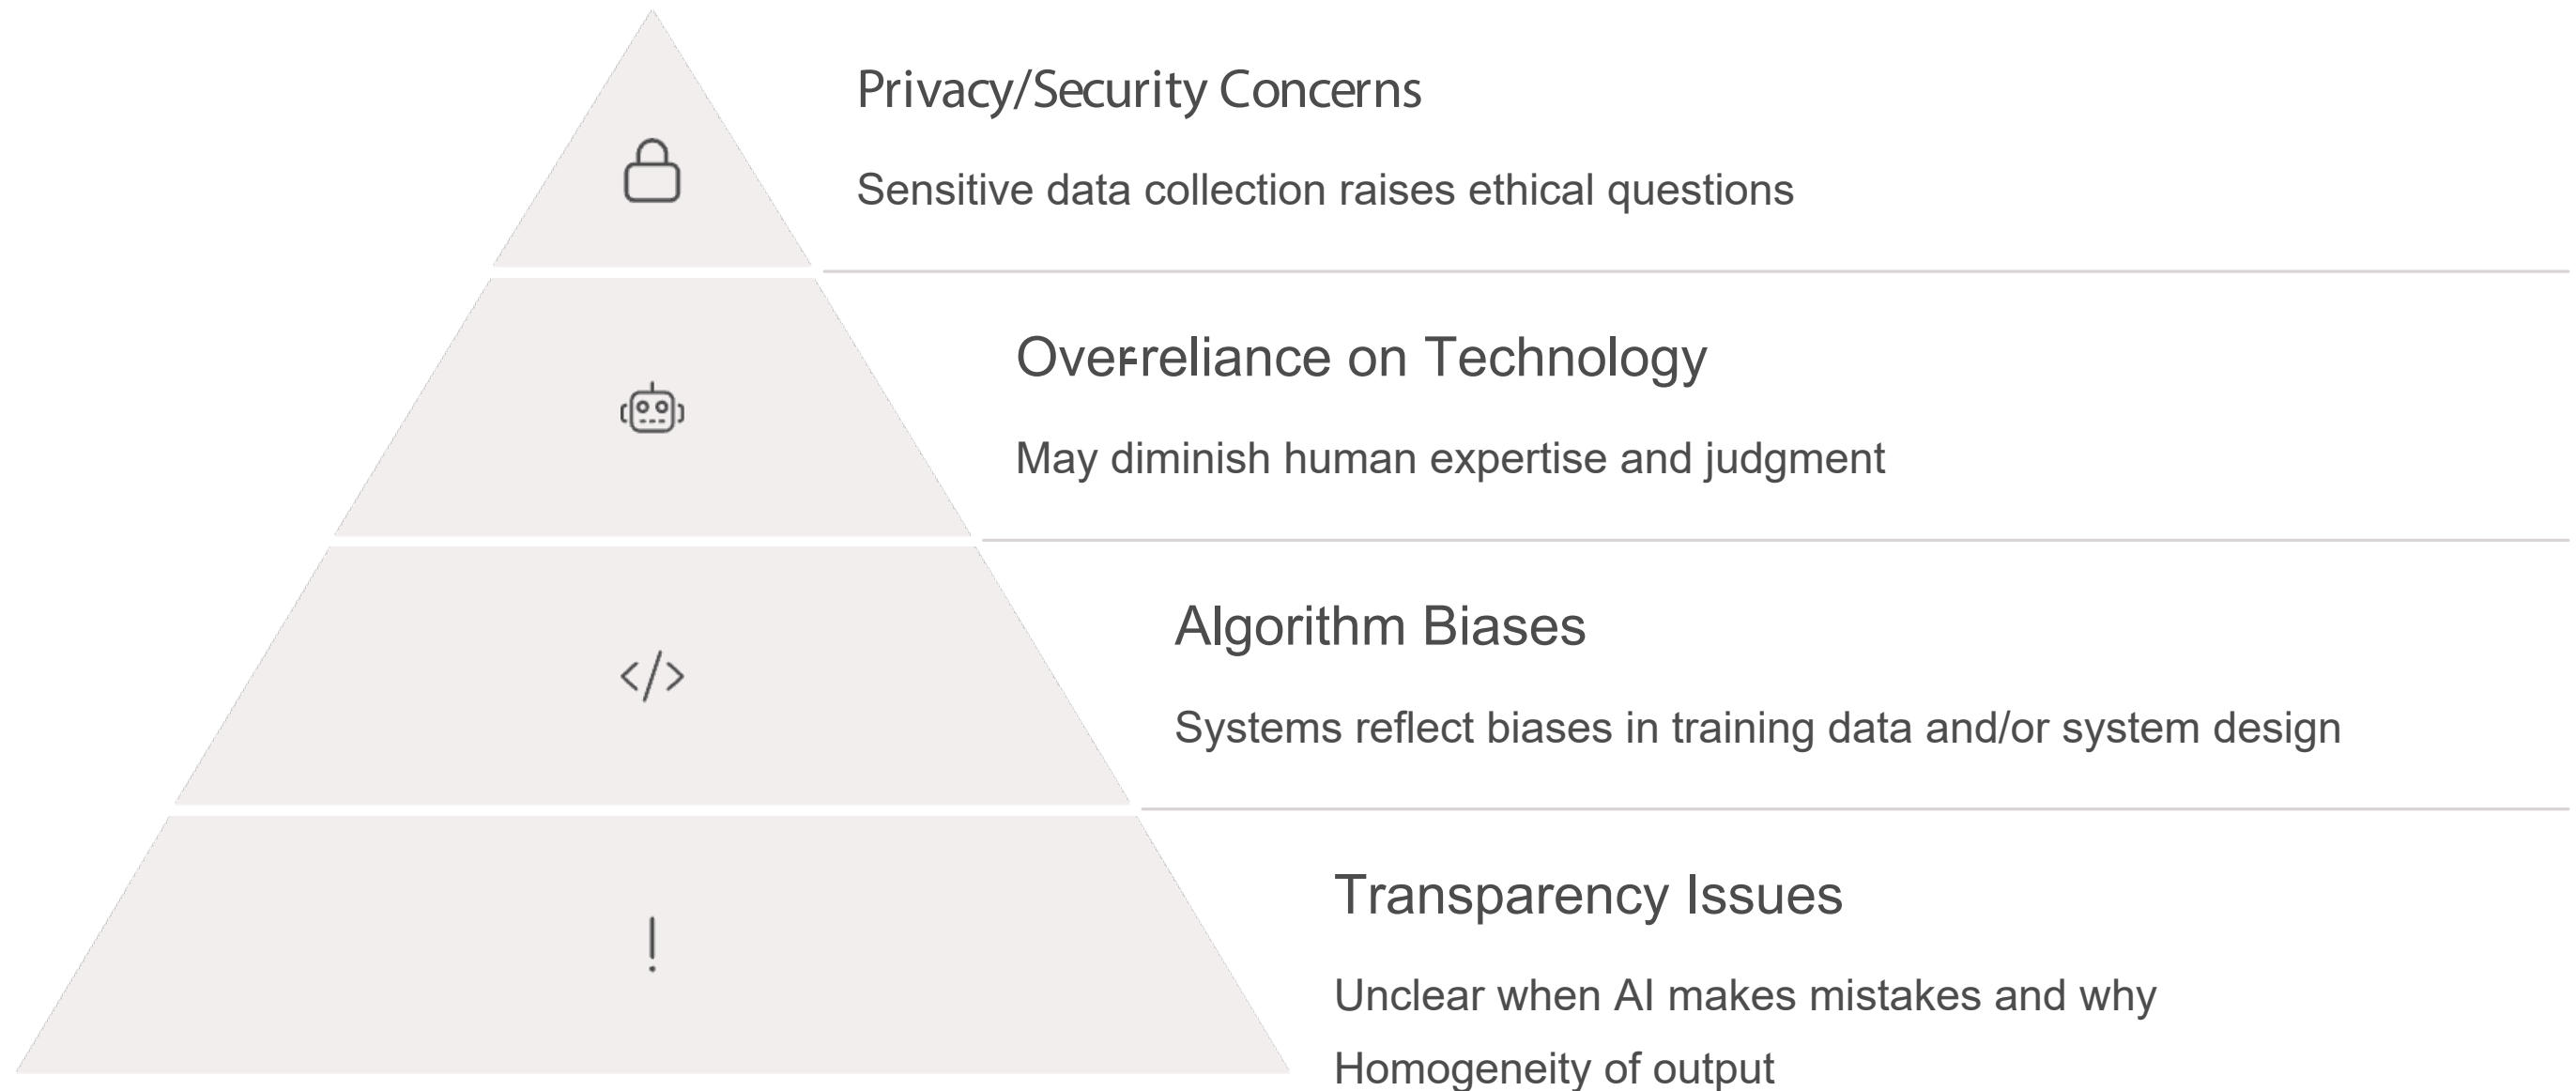 Privacy/Security Concerns
Sensitive data collection raises ethical questions
Over-reliance on Technology
May diminish human expertise and judgment
</>
Algorithm Biases
Systems reflect biases in training data and/or system design
!
Transparency Issues
Unclear when AI makes mistakes and why
Homogeneity of output